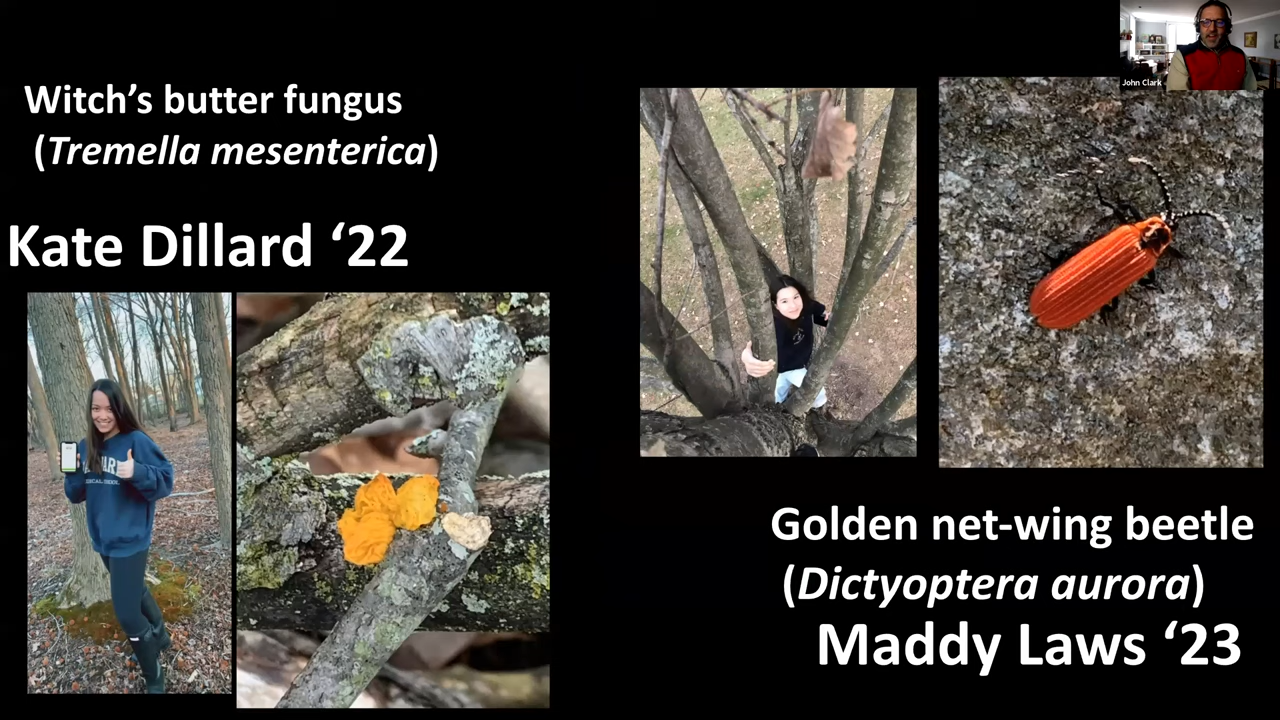 John Clark
Witch’s butter fungus
(Tremella mesenterica)
Kate Dillard ‘22
Golden net-wing beetle
(Dictyoptera aurora)
Maddy Laws ‘23